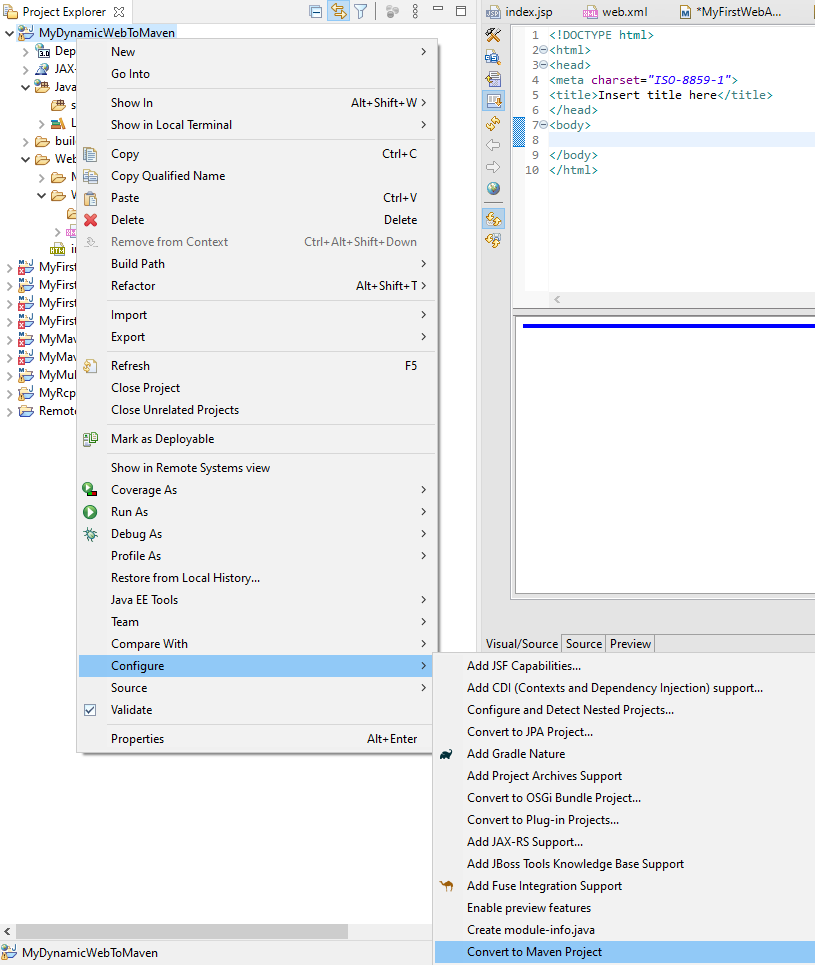 Project Explorer
MyDynamicWebToMaven
Dep
JAX-
Java
s
L
buil
Web
W
MyFirst
MyFirst
MyFirst
MyFirst
MyMav
MyMav
MyMul
MyRcp
Remote
New
Go Into
Show In Alt+Shift+W
Show in Local Terminal
Copy Ctrl+C
Copy Qualified Name
Paste Ctrl+V
Delete Delete
Remove from Context Ctrl+Alt+Shift+Down
Build Path
Refactor Alt+Shift+T
Import
Export
Refresh F5
Close Project
Close Unrelated Projects
Mark as Deployable
Show in Remote Systems view
Coverage As
Run As
Debug As
Profile As
Restore from Local History...
Java EE Tools
Team
Compare With
Configure
Source
Validate
Properties Alt+Enter
index.jsp web.xml *MyFirstWebA...
1 <!DOCTYPE html>
2 <html>
3 <head>
4 <meta charset="ISO-8859-1">
5 <title>Insert title here</title>
6 </head>
7 <body>
8
9 </body>
10 </html>
Visual/Source Source Preview
Add JSF Capabilities...
Add CDI (Contexts and Dependency Injection) support...
Configure and Detect Nested Projects...
Convert to JPA Project...
Add Gradle Nature
Add Project Archives Support
Convert to OSGi Bundle Project...
Convert to Plug-in Projects...
Add JAX-RS Support...
Add JBoss Tools Knowledge Base Support
Add Fuse Integration Support
Enable preview features
Create module-info.java
Convert to Maven Project
MyDynamicWebToMaven